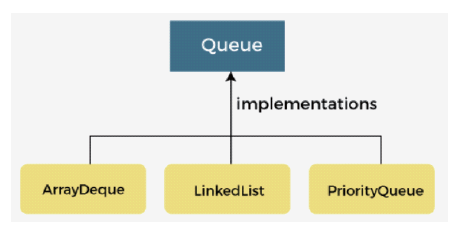 Queue
implementations
ArrayDeque
LinkedList
PriorityQueue